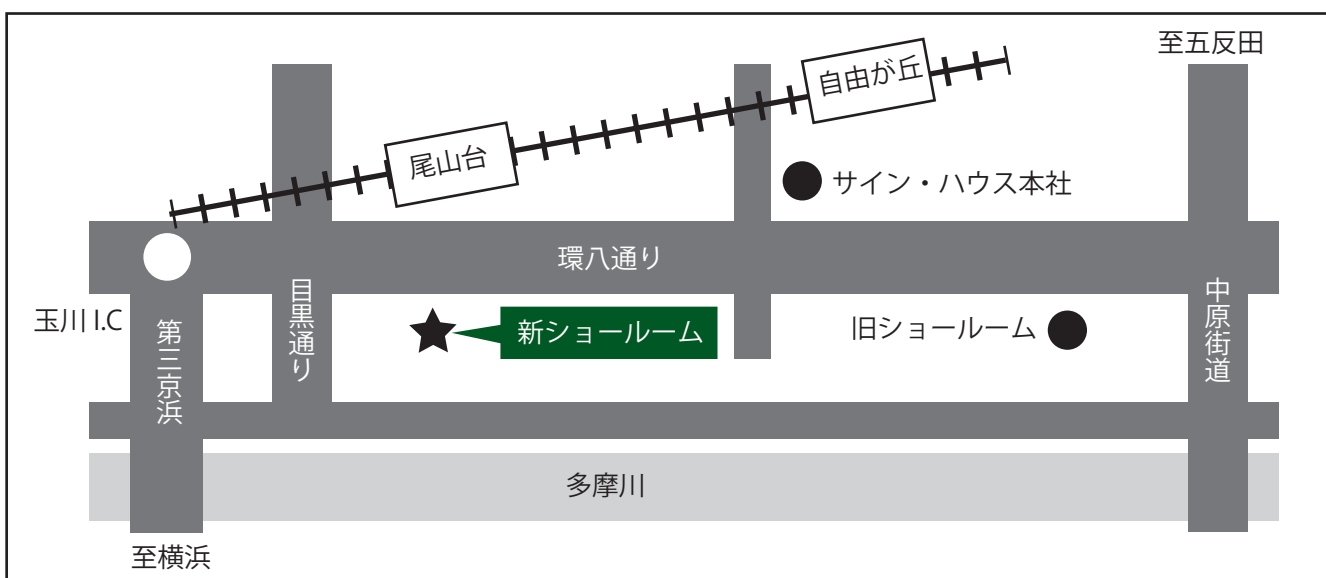 至五反田
自由が丘
尾山台
サイン・ハウス本社
環八通り
玉川I.C
第三京浜
目黒通り
新ショールーム
旧ショールーム
中原街道
多摩川
至横浜